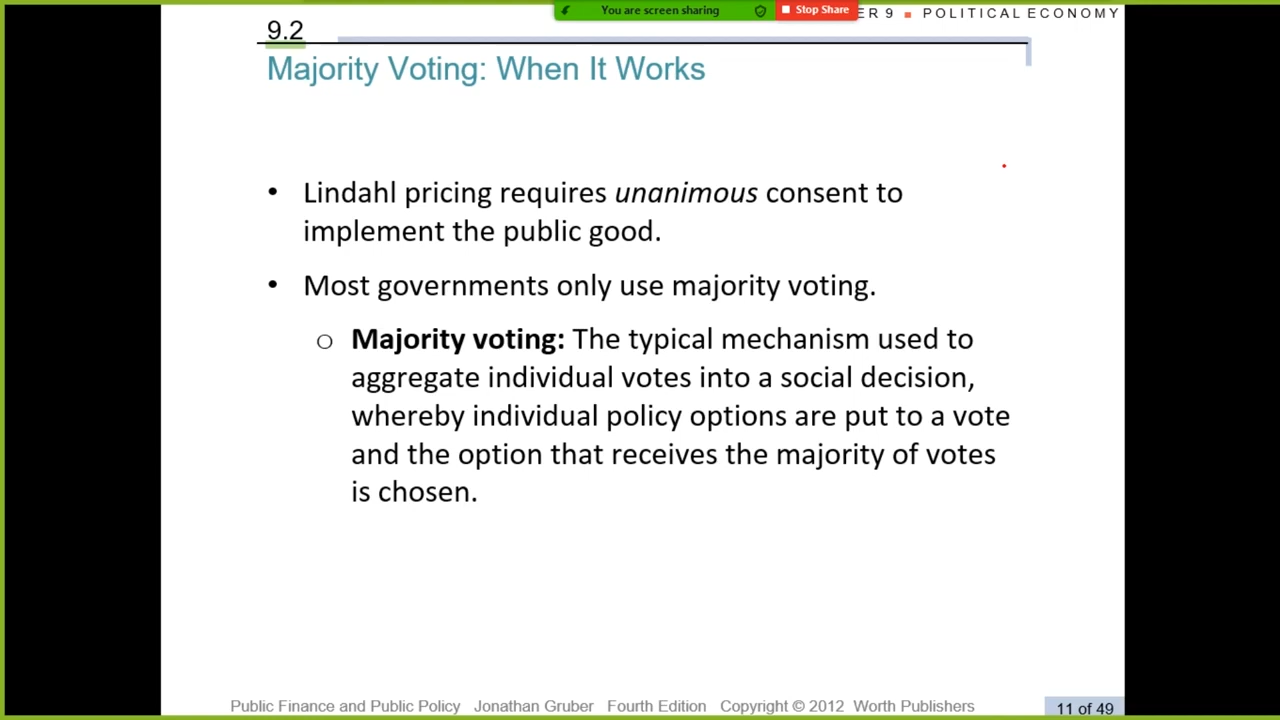 You are screen sharing
Stop Share
ER 9 ■ POLITICAL ECONOMY
9.2
Majority Voting: When It Works
• Lindahl pricing requires unanimous consent to
implement the public good.
• Most governments only use majority voting.
○ Majority voting: The typical mechanism used to
aggregate individual votes into a social decision,
whereby individual policy options are put to a vote
and the option that receives the majority of votes
is chosen.
Public Finance and Public Policy Jonathan Gruber Fourth Edition Copyright © 2012 Worth Publishers
11 of 49